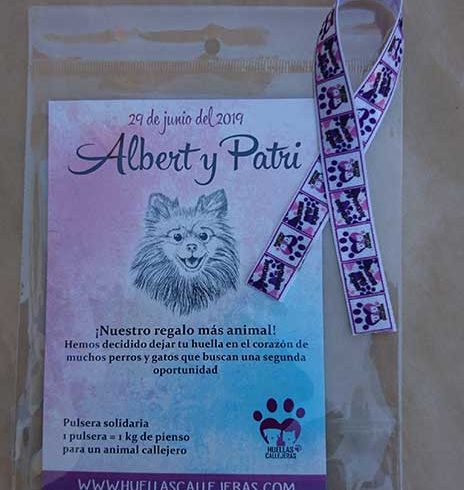 29 de junio del 2019
Albert y Patri
¡Nuestro regalo más animal!
Hemos decidido dejar tu huella en el corazón de
muchos perros y gatos que buscan una segunda
oportunidad
Pulsera solidaria
1 pulsera = 1 kg de pienso
para un animal callejero
HUELLAS
CALLEJERAS
WWW.HUELLASCALLEJERAS.COM